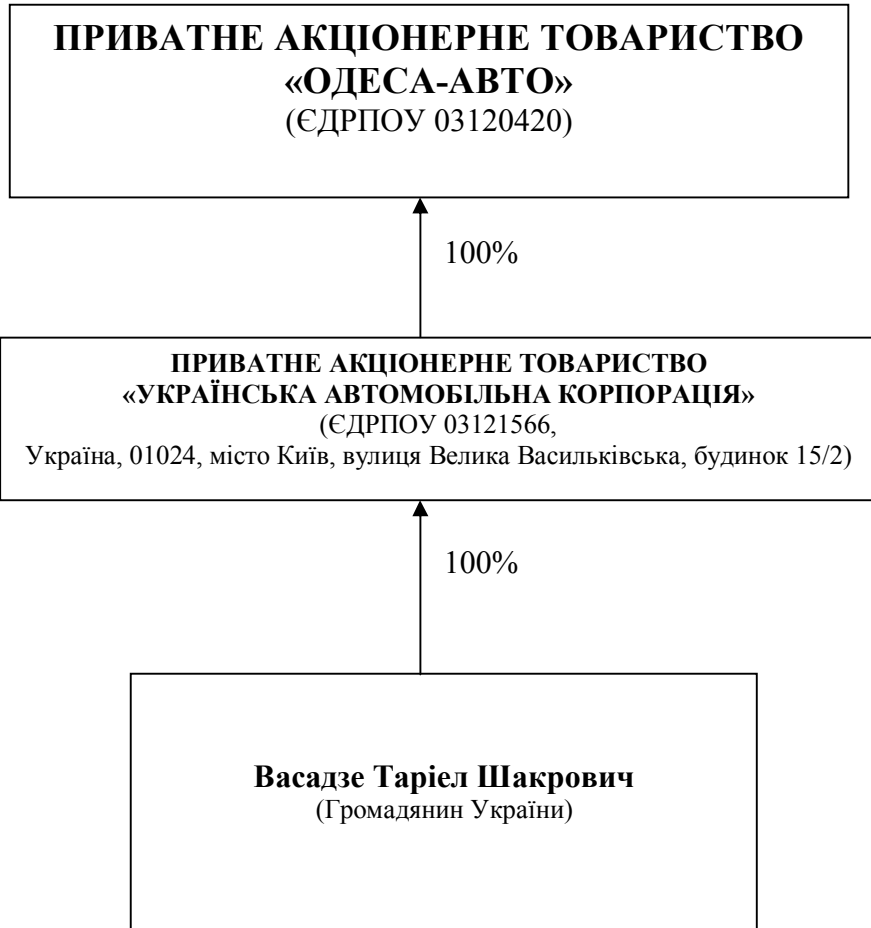 ПРИВАТНЕ АКЦІОНЕРНЕ ТОВАРИСТВО
«ОДЕСА-АВТО»
(ЄДРПОУ 03120420)
100%
ПРИВАТНЕ АКЦІОНЕРНЕ ТОВАРИСТВО
«УКРАЇНСЬКА АВТОМОБІЛЬНА КОРПОРАЦІЯ»
(ЄДРПОУ 03121566,
Україна, 01024, місто Київ, вулиця Велика Васильківська, будинок 15/2)
100%
Васадзе Таріел Шакрович
(Громадянин України)